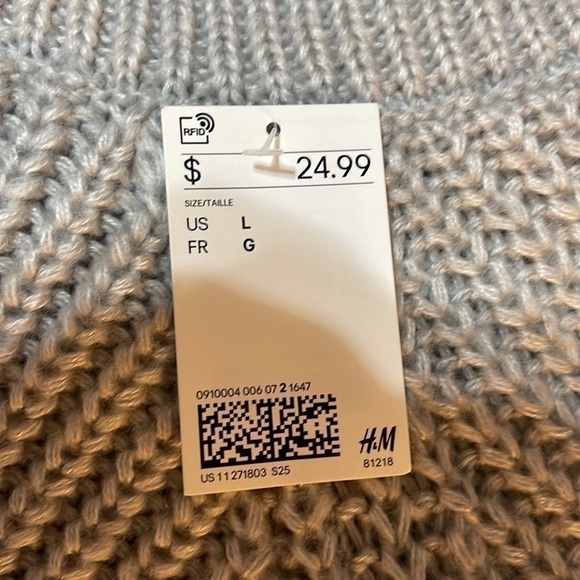 RFID
$ 24.99
SIZE/TAILLE
US L
FR G
0910004 006 07 2 1647
US 11 271803 S25
H&M
81218